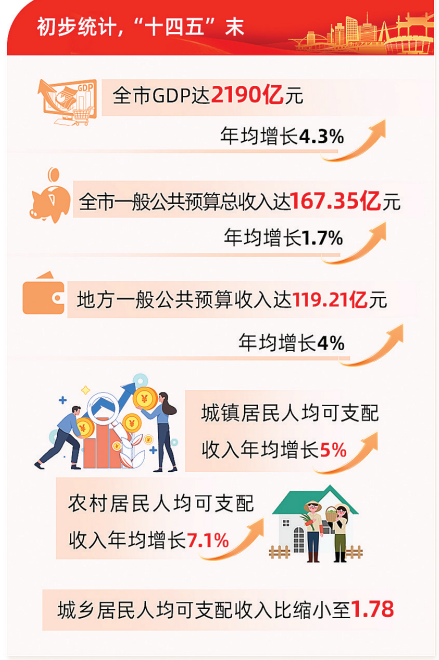 初步统计，“十四五”末
GDP
全市GDP达2190亿元
年均增长4.3%
全市一般公共预算总收入达167.35亿元
年均增长1.7%
地方一般公共预算收入达119.21亿元
年均增长4%
城镇居民人均可支配
收入年均增长5%
农村居民人均可支配
收入年均增长7.1%
城乡居民人均可支配收入比缩小至1.78